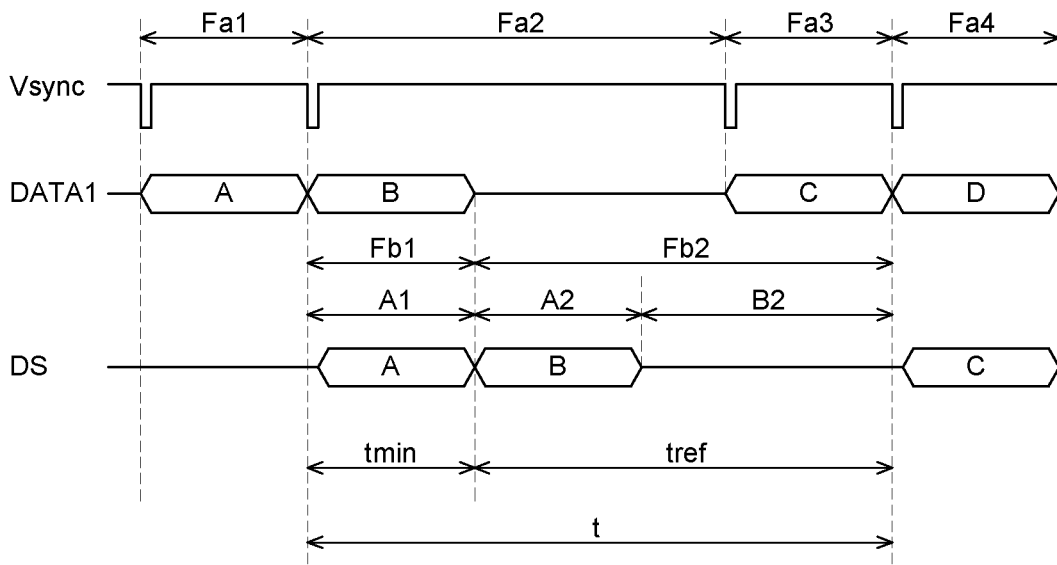 Fa1 Fa2 Fa3 Fa4
Vsync
DATA1 A B C D
Fb1 Fb2
A1 A2 B2
DS A B C
tmin tref
t